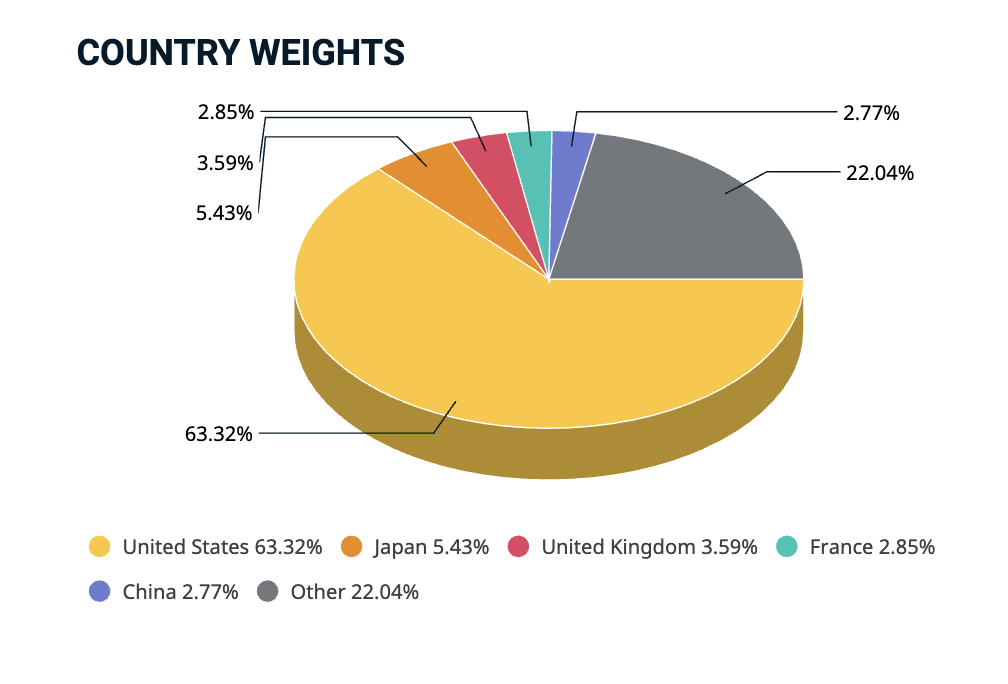 COUNTRY WEIGHTS
2.85%
2.77%
3.59%
22.04%
5.43%
63.32%
United States 63.32% Japan 5.43% United Kingdom 3.59% France 2.85%
China 2.77% Other 22.04%